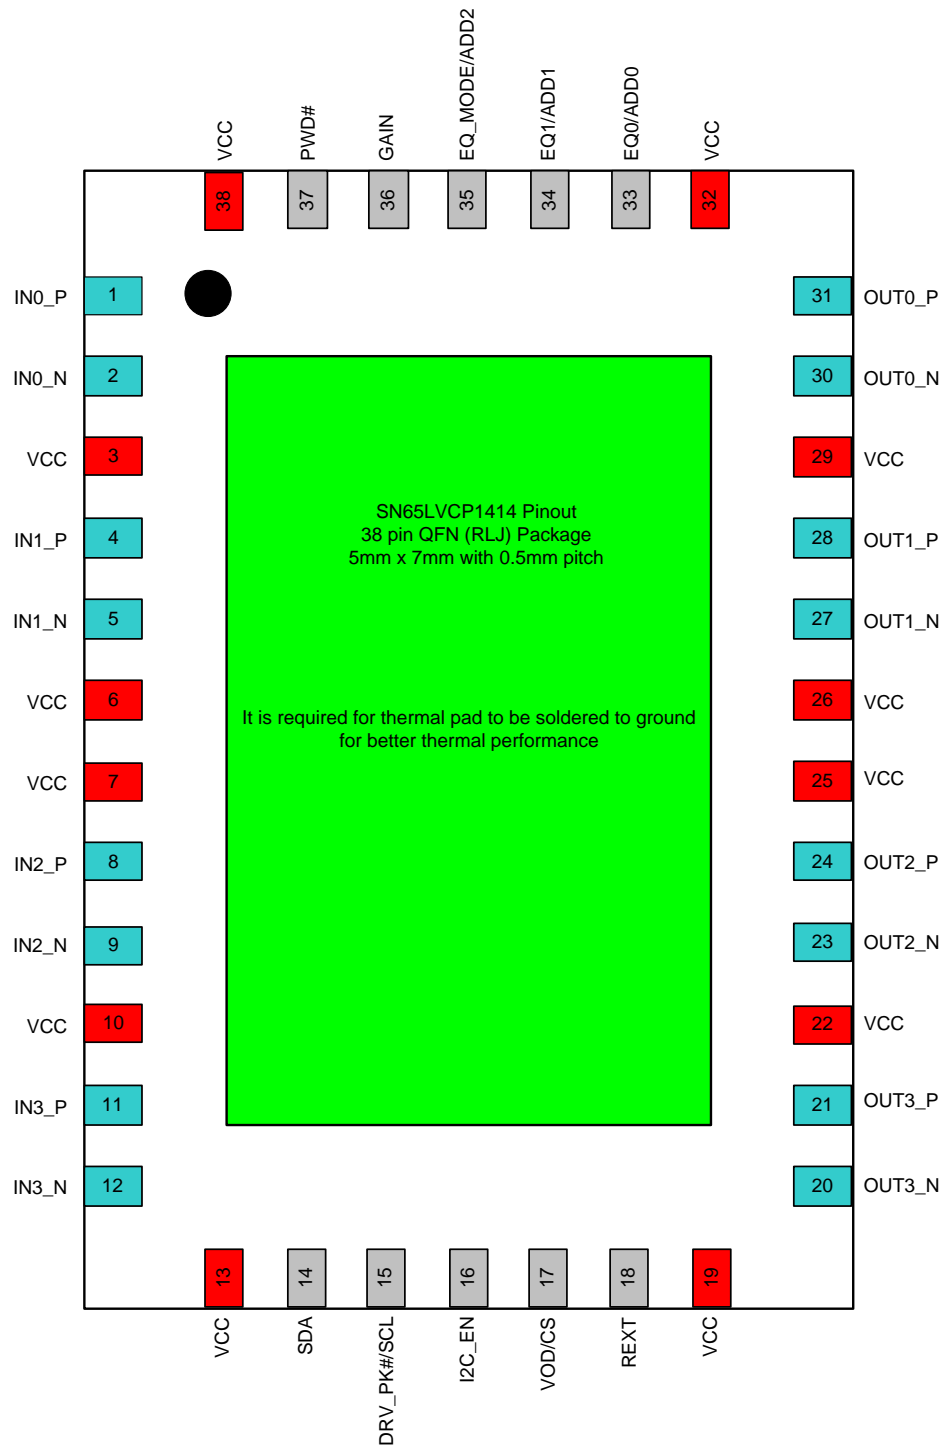 VCC
PWD#
GAIN
EQ_MODE/ADD2
EQ1/ADD1
EQ0/ADD0
VCC
38
37
36
35
34
33
32
IN0_P 1 31 OUT0_P
IN0_N 2 30 OUT0_N
VCC 3 29 VCC
SN65LVCP1414 Pinout
38 pin QFN (RLJ) Package
5mm x 7mm with 0.5mm pitch
IN1_P 4 28 OUT1_P
IN1_N 5 27 OUT1_N
VCC 6 26 VCC
It is required for thermal pad to be soldered to ground
for better thermal performance
VCC 7 25 VCC
IN2_P 8 24 OUT2_P
IN2_N 9 23 OUT2_N
VCC 10 22 VCC
IN3_P 11 21 OUT3_P
IN3_N 12 20 OUT3_N
13
14
15
16
17
18
19
VCC
SDA
DRV_PK#/SCL
I2C_EN
VOD/CS
REXT
VCC